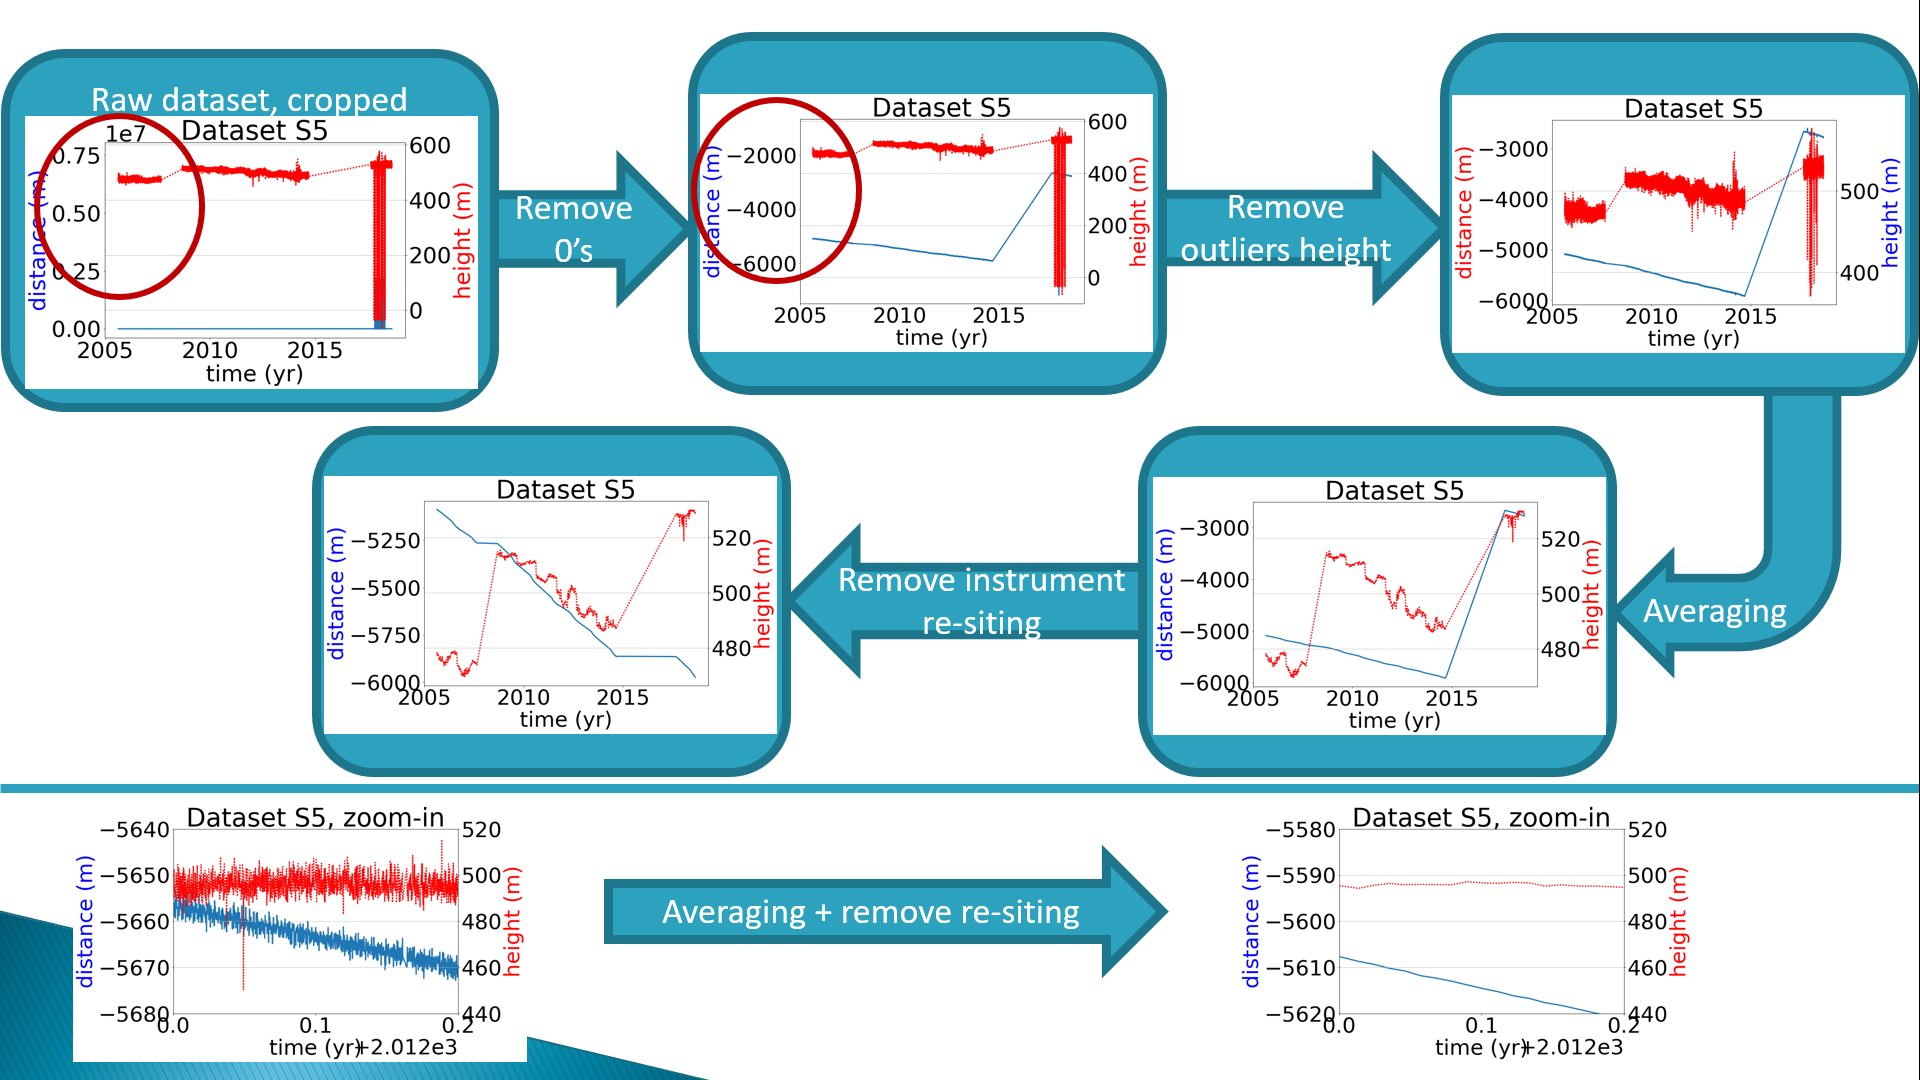 Raw dataset, cropped
1e7
Dataset S5
0.75
0.50
0.25
0.00
distance (m)
600
400
200
0
height (m)
2005 2010 2015
time (yr)
Remove
0's
Dataset S5
−2000
−4000
−6000
distance (m)
600
400
200
0
height (m)
2005 2010 2015
time (yr)
Remove
outliers height
Dataset S5
−3000
−4000
−5000
−6000
distance (m)
500
400
height (m)
2005 2010 2015
time (yr)
Averaging
Dataset S5
−3000
−4000
−5000
−6000
distance (m)
520
500
480
height (m)
2005 2010 2015
time (yr)
Remove instrument
re-siting
Dataset S5
−5250
−5500
−5750
−6000
distance (m)
520
500
480
height (m)
2005 2010 2015
time (yr)
Dataset S5, zoom-in
−5640
−5650
−5660
−5670
−5680
distance (m)
520
500
480
460
440
height (m)
0.0 0.1 0.2
time (yr) +2.012e3
Averaging + remove re-siting
Dataset S5, zoom-in
−5580
−5590
−5600
−5610
−5620
distance (m)
520
500
480
460
440
height (m)
0.0 0.1 0.2
time (yr) +2.012e3